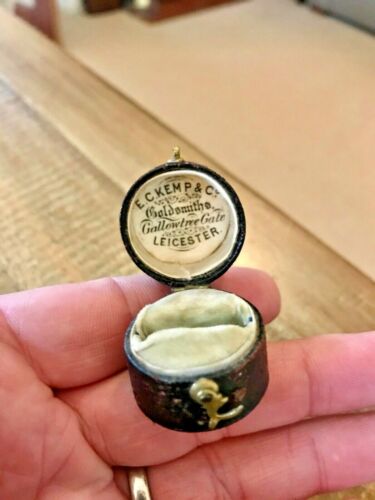 E.C.KEMP & Co
Goldsmiths,
Gallowtree Gate
LEICESTER.